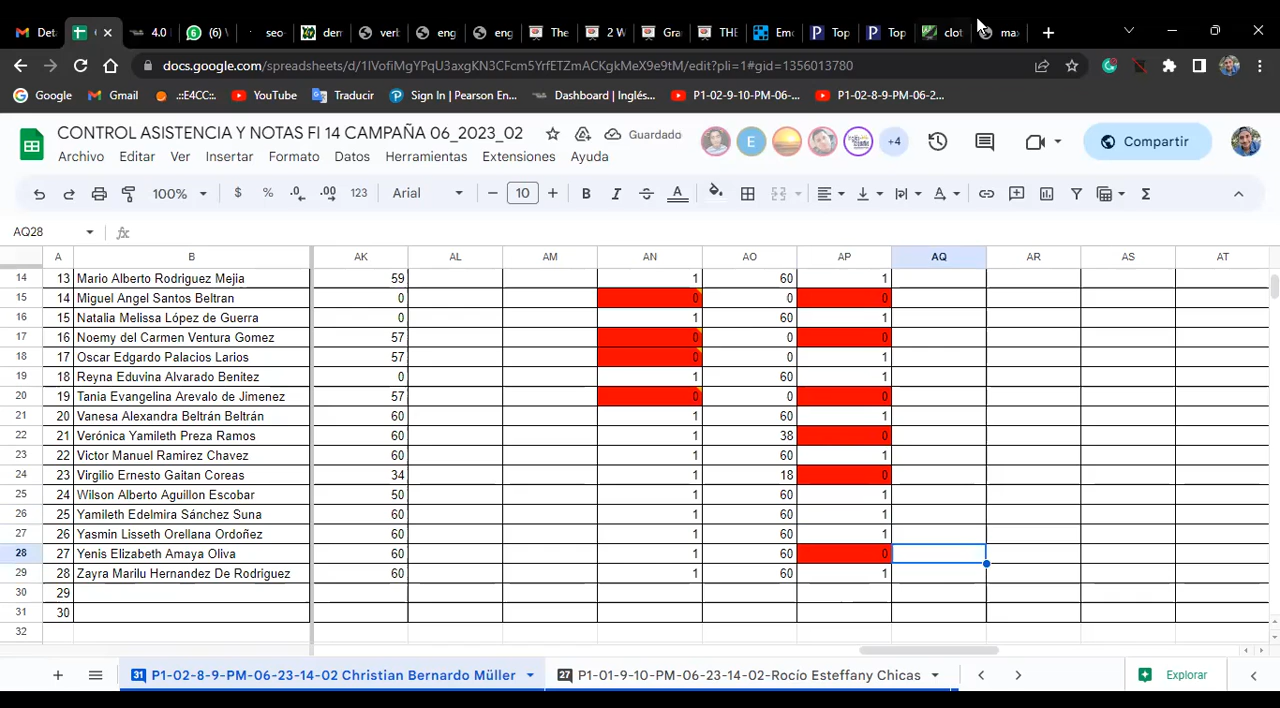 Deta
4.0
(6)
seo
den
verb
eng
eng
The
2 W
Gra
THE
Emo
Top
Top
clot
max
docs.google.com/spreadsheets/d/1IVofiMqYPqU3axgKN3CFcm5YrfETZmACKgkMeX9e9tM/edit?pli=1#gid=1356013780
Google Gmail .::E4CC::. YouTube Traducir Sign In | Pearson En... Dashboard | Inglés,... P1-02-9-10-PM-06-... P1-02-8-9-PM-06-2...
CONTROL ASISTENCIA Y NOTAS FI 14 CAMPAÑA 06_2023_02 Guardado E +4 Compartir
Archivo Editar Ver Insertar Formato Datos Herramientas Extensiones Ayuda
100% $ % .0 .00 123 Arial 10 B I S A A Σ
AQ28 fx
A B AK AL AM AN AO AP AQ AR AS AT
14 13 Mario Alberto Rodriguez Mejia 59 1 60 1
15 14 Miguel Angel Santos Beltran 0 0 0 0
16 15 Natalia Melissa López de Guerra 0 1 60 1
17 16 Noemy del Carmen Ventura Gomez 57 0 0 0
18 17 Oscar Edgardo Palacios Larios 57 0 0 1
19 18 Reyna Eduvina Alvarado Benitez 0 1 60 1
20 19 Tania Evangelina Arevalo de Jimenez 57 0 0 0
21 20 Vanesa Alexandra Beltrán Beltrán 60 1 60 1
22 21 Verónica Yamileth Preza Ramos 60 1 38 0
23 22 Victor Manuel Ramirez Chavez 60 1 60 1
24 23 Virgilio Ernesto Gaitan Coreas 34 1 18 0
25 24 Wilson Alberto Aguillon Escobar 50 1 60 1
26 25 Yamileth Edelmira Sánchez Suna 60 1 60 1
27 26 Yasmin Lisseth Orellana Ordoñez 60 1 60 1
28 27 Yenis Elizabeth Amaya Oliva 60 1 60 0
29 28 Zayra Marilu Hernandez De Rodriguez 60 1 60 1
30 29
31 30
32
31 P1-02-8-9-PM-06-23-14-02 Christian Bernardo Müller 27 P1-01-9-10-PM-06-23-14-02-Rocío Esteffany Chicas Explorar